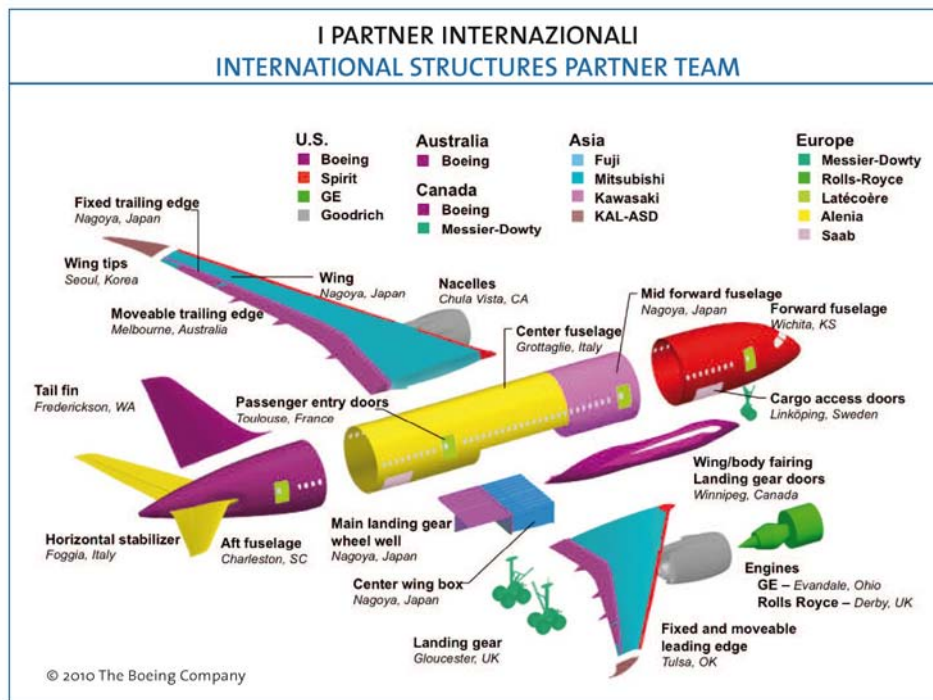 I PARTNER INTERNAZIONALI
INTERNATIONAL STRUCTURES PARTNER TEAM
U.S.
Boeing
Spirit
GE
Goodrich
Australia
Boeing
Canada
Boeing
Messier-Dowty
Asia
Fuji
Mitsubishi
Kawasaki
KAL-ASD
Europe
Messier-Dowty
Rolls-Royce
Latécoère
Alenia
Saab
Fixed trailing edge
Nagoya, Japan
Wing tips
Seoul, Korea
Wing
Nagoya, Japan
Moveable trailing edge
Melbourne, Australia
Nacelles
Chula Vista, CA
Center fuselage
Grottaglie, Italy
Mid forward fuselage
Nagoya, Japan
Forward fuselage
Wichita, KS
Tail fin
Frederickson, WA
Passenger entry doors
Toulouse, France
Cargo access doors
Linköping, Sweden
Wing/body fairing
Landing gear doors
Winnipeg, Canada
Horizontal stabilizer
Foggia, Italy
Aft fuselage
Charleston, SC
Main landing gear
wheel well
Nagoya, Japan
Center wing box
Nagoya, Japan
Engines
GE – Evandale, Ohio
Rolls Royce – Derby, UK
Landing gear
Gloucester, UK
Fixed and moveable
leading edge
Tulsa, OK
© 2010 The Boeing Company